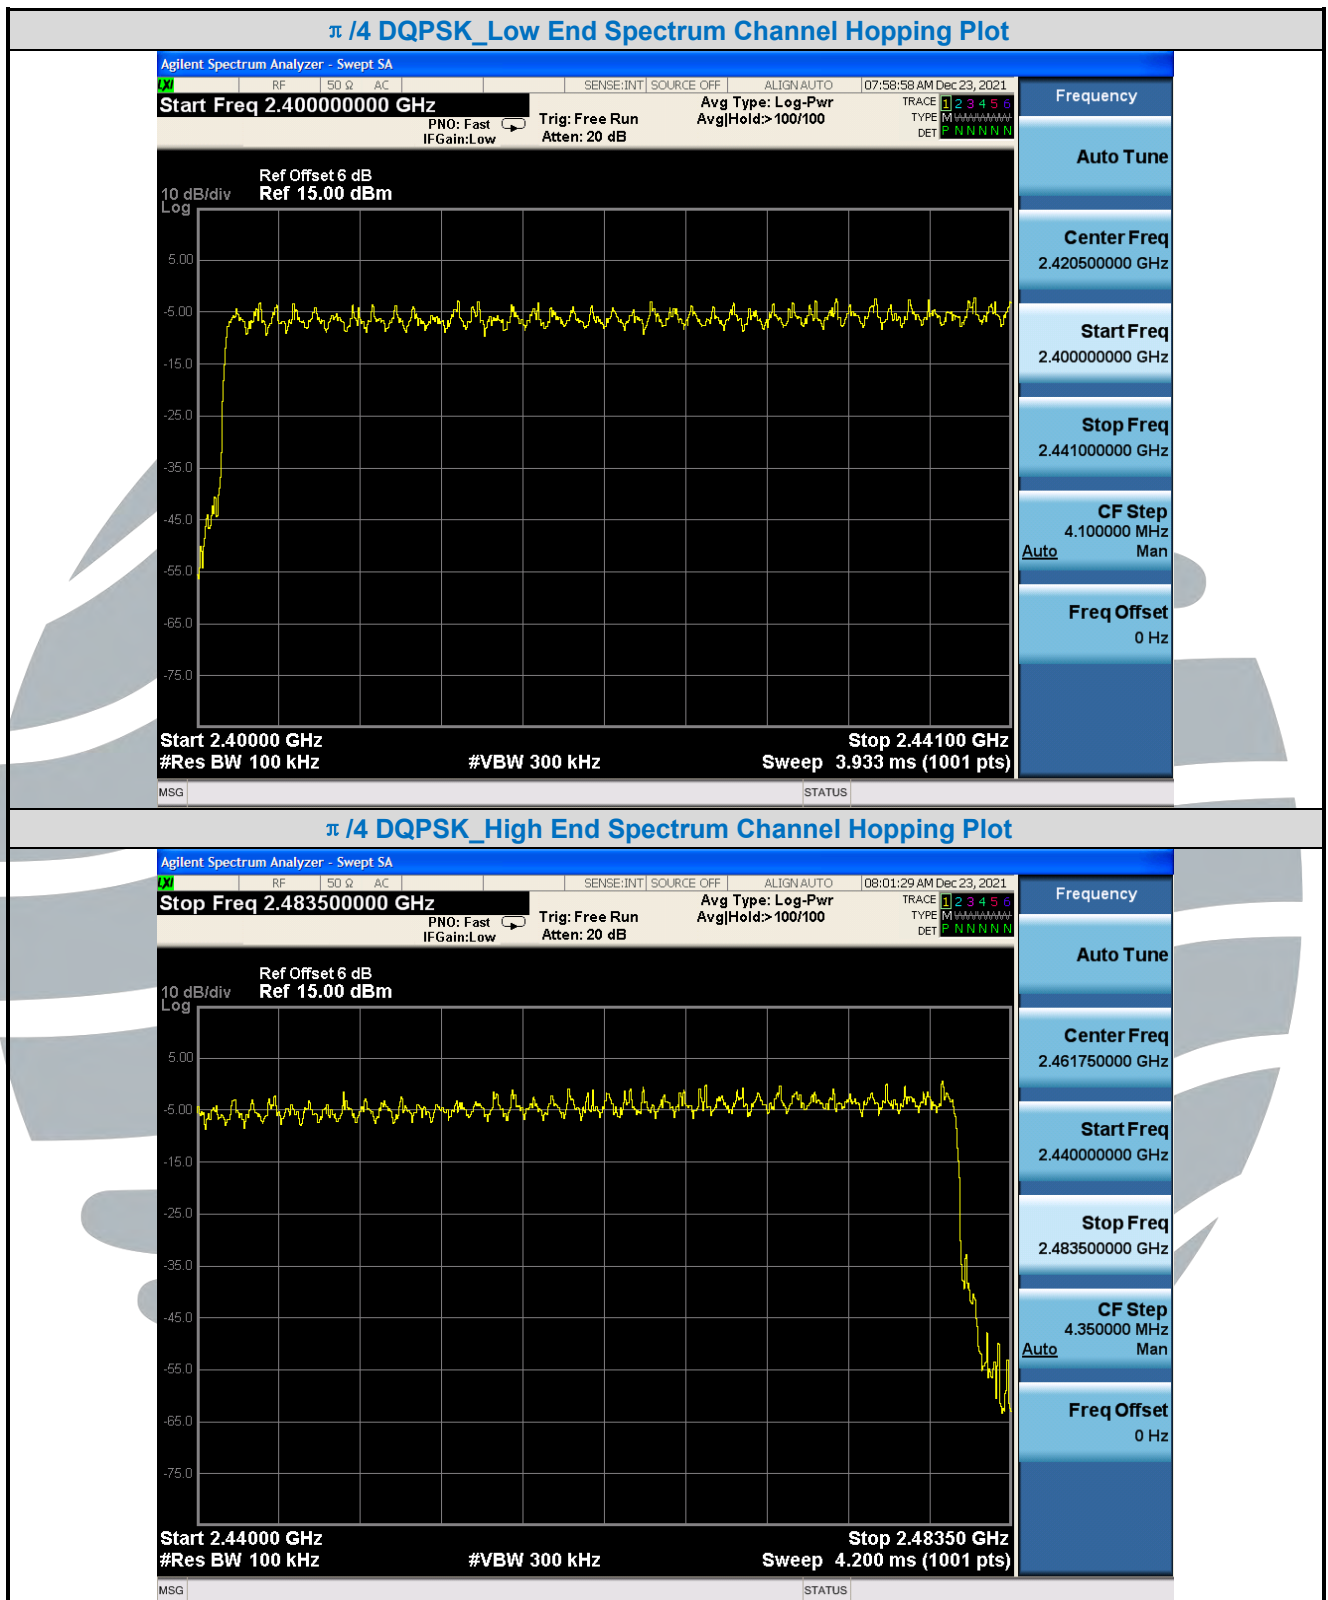 π /4 DQPSK_Low End Spectrum Channel Hopping Plot
Agilent Spectrum Analyzer - Swept SA
LXI RF 50 Ω AC SENSE:INT SOURCE OFF ALIGN AUTO 07:58:58 AM Dec 23, 2021
Start Freq 2.400000000 GHz
PNO: Fast
IFGain:Low
Trig: Free Run
Atten: 20 dB
Avg Type: Log-Pwr
Avg|Hold:>100/100
TRACE 1 2 3 4 5 6
TYPE M
DET P N N N N N
Frequency
Auto Tune
Ref Offset 6 dB
10 dB/div Ref 15.00 dBm
Log
5.00
-5.00
-15.0
-25.0
-35.0
-45.0
-55.0
-65.0
-75.0
Center Freq
2.420500000 GHz
Start Freq
2.400000000 GHz
Stop Freq
2.441000000 GHz
CF Step
4.100000 MHz
Auto Man
Freq Offset
0 Hz
Start 2.40000 GHz Stop 2.44100 GHz
#Res BW 100 kHz #VBW 300 kHz Sweep 3.933 ms (1001 pts)
MSG STATUS
π /4 DQPSK_High End Spectrum Channel Hopping Plot
Agilent Spectrum Analyzer - Swept SA
LXI RF 50 Ω AC SENSE:INT SOURCE OFF ALIGN AUTO 08:01:29 AM Dec 23, 2021
Stop Freq 2.483500000 GHz
PNO: Fast
IFGain:Low
Trig: Free Run
Atten: 20 dB
Avg Type: Log-Pwr
Avg|Hold:>100/100
TRACE 1 2 3 4 5 6
TYPE M
DET P N N N N N
Frequency
Auto Tune
Ref Offset 6 dB
10 dB/div Ref 15.00 dBm
Log
5.00
-5.00
-15.0
-25.0
-35.0
-45.0
-55.0
-65.0
-75.0
Center Freq
2.461750000 GHz
Start Freq
2.440000000 GHz
Stop Freq
2.483500000 GHz
CF Step
4.350000 MHz
Auto Man
Freq Offset
0 Hz
Start 2.44000 GHz Stop 2.48350 GHz
#Res BW 100 kHz #VBW 300 kHz Sweep 4.200 ms (1001 pts)
MSG STATUS